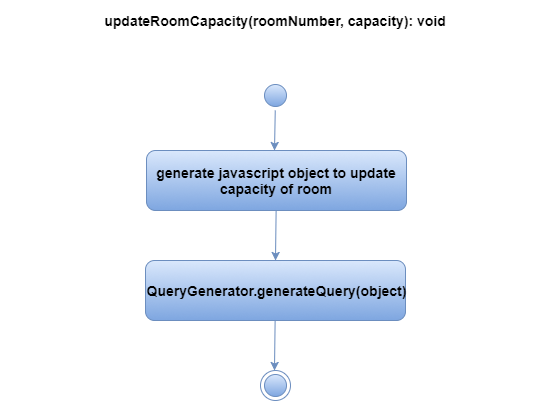 updateRoomCapacity(roomNumber, capacity): void
generate javascript object to update
capacity of room
QueryGenerator.generateQuery(object)